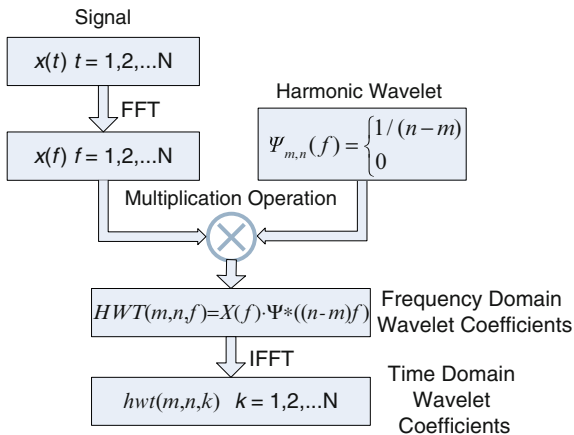 Signal
x(t) t = 1,2,...N
FFT
x(f) f = 1,2,...N
Harmonic Wavelet
Ψm,n(f) = {1/(n−m)
0
Multiplication Operation
HWT(m,n,f)=X(f)·Ψ*((n-m)f)
Frequency Domain
Wavelet Coefficients
IFFT
hwt(m,n,k) k = 1,2,...N
Time Domain
Wavelet
Coefficients